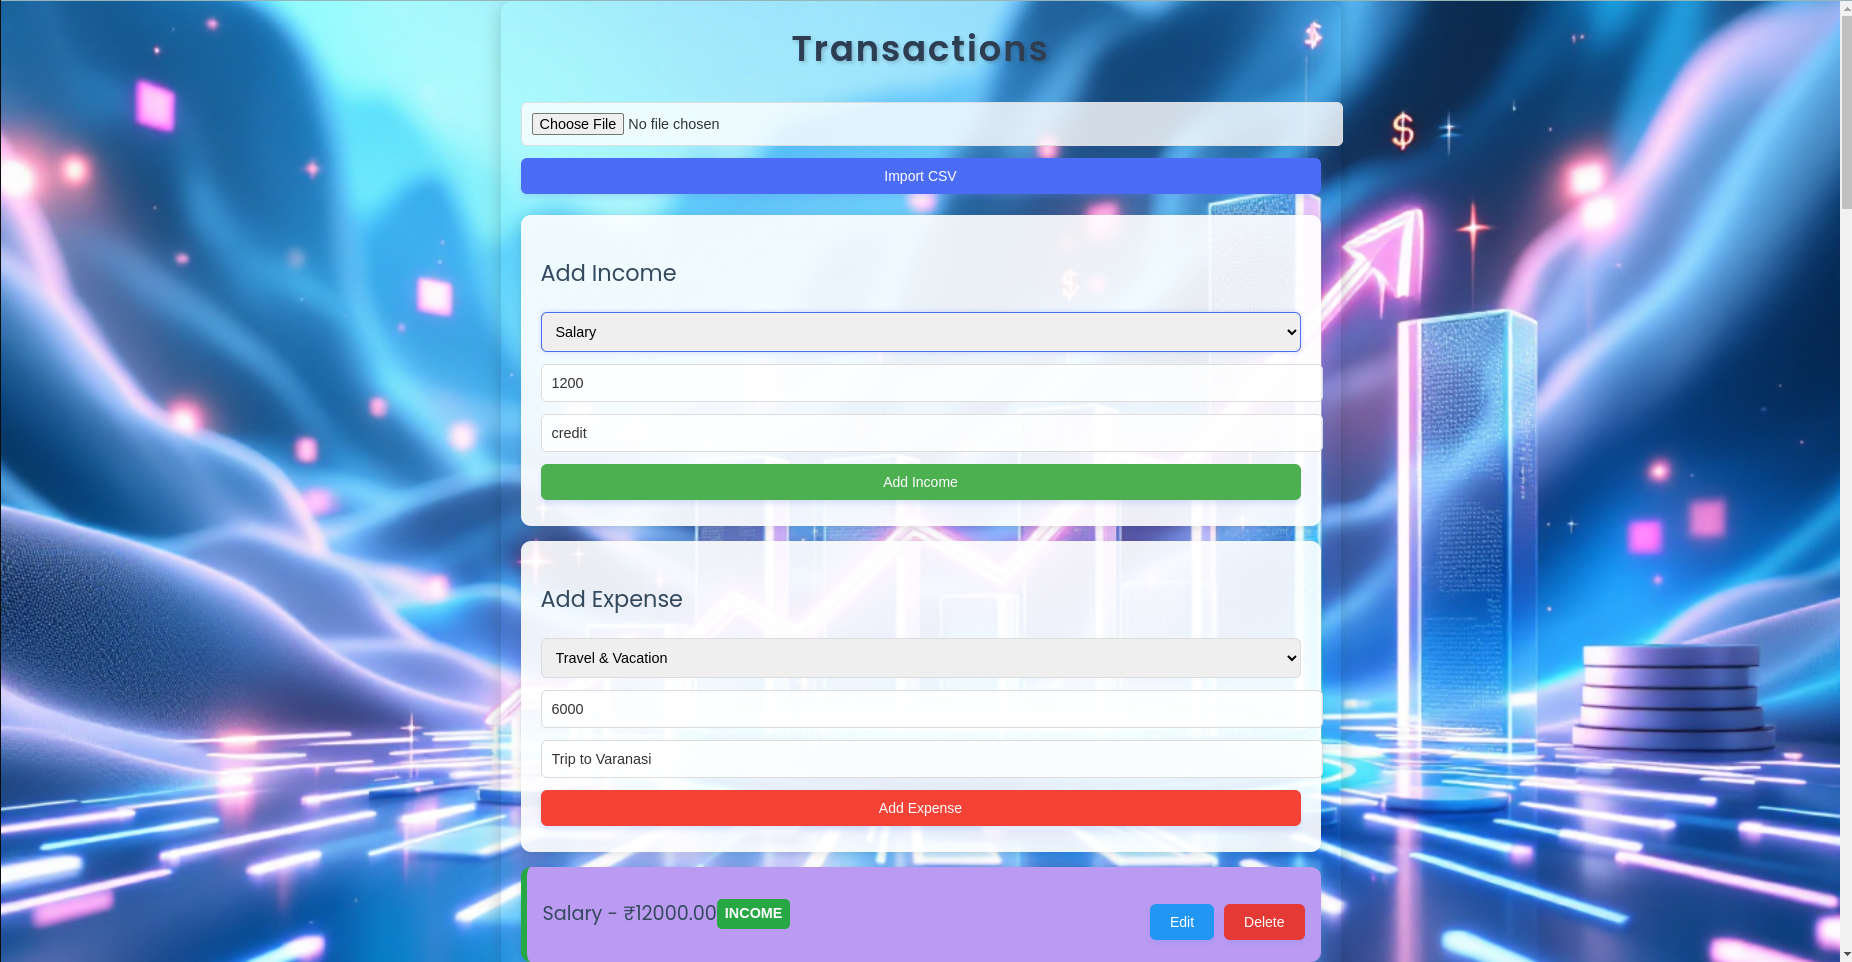 Transactions
Choose File No file chosen
Import CSV
Add Income
Salary
1200
credit
Add Income
Add Expense
Travel & Vacation
6000
Trip to Varanasi
Add Expense
Salary - ₹12000.00 INCOME Edit Delete